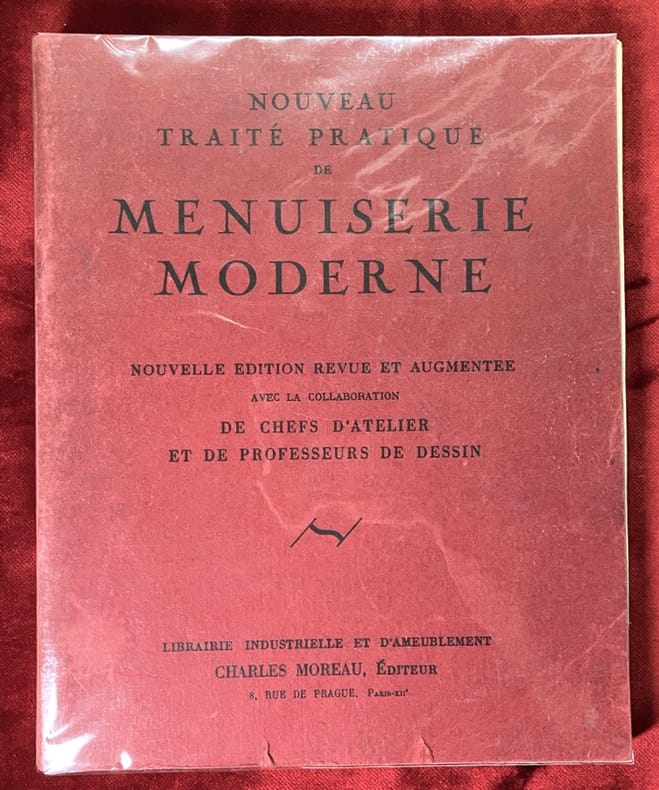 NOUVEAU
TRAITÉ PRATIQUE
DE
MENUISERIE
MODERNE
NOUVELLE EDITION REVUE ET AUGMENTEE
AVEC LA COLLABORATION
DE CHEFS D'ATELIER
ET DE PROFESSEURS DE DESSIN
LIBRAIRIE INDUSTRIELLE ET D'AMEUBLEMENT
CHARLES MOREAU, ÉDITEUR
8, RUE DE PRAGUE, PARIS-XIIᵉ